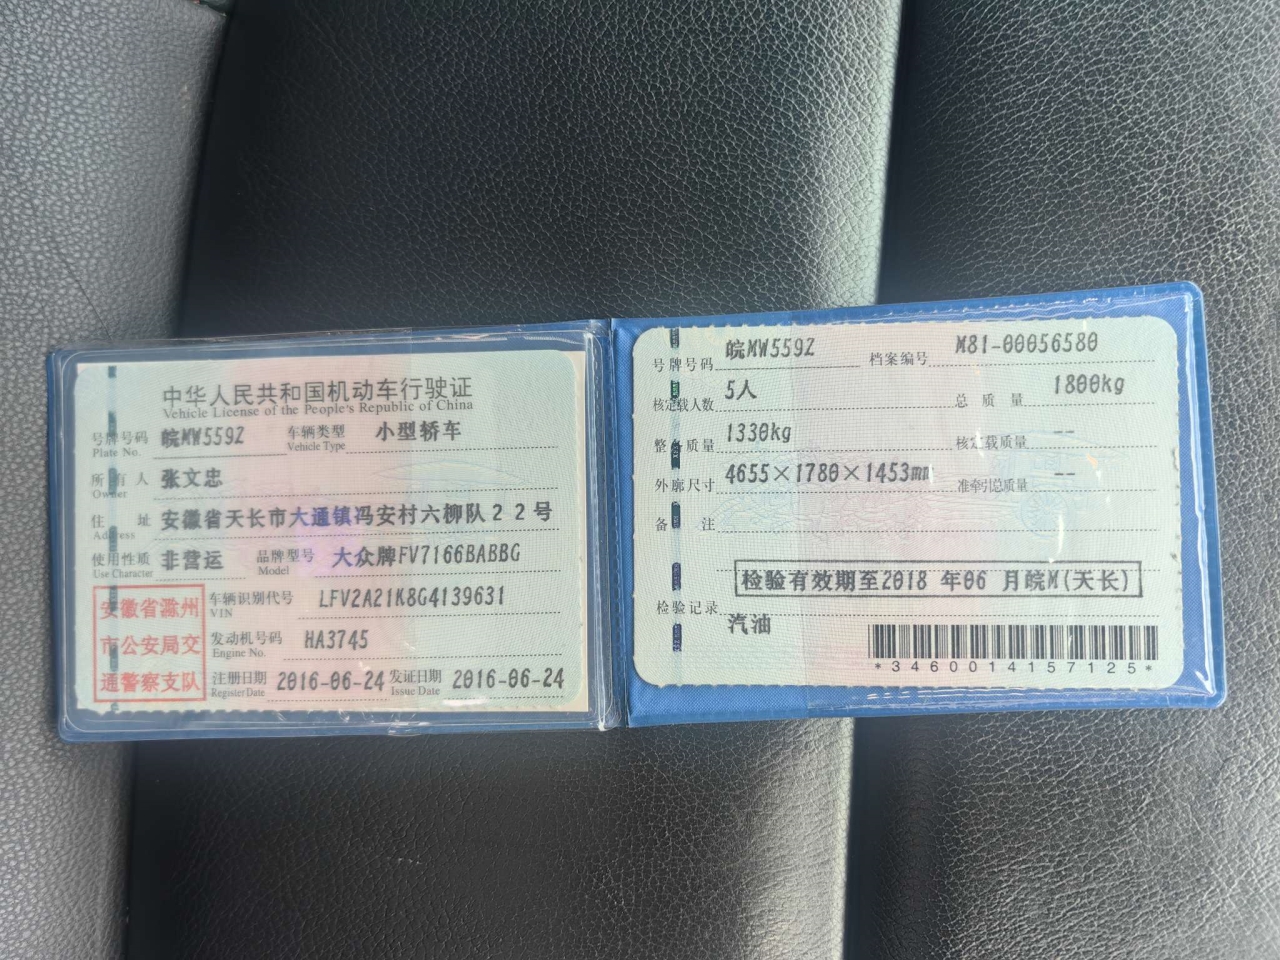 中华人民共和国机动车行驶证
Vehicle License of the People's Republic of China
号牌号码 皖MW559Z 车辆类型 小型轿车
Plate No. Vehicle Type
所有人 张文忠
Owner
住址 安徽省天长市大通镇冯安村六柳队22号
Address
使用性质 非营运 品牌型号 大众牌FV7166BABBG
Use Character Model
安徽省滁州
市公安局交
通警察支队
车辆识别代号 LFV2A21K8G4139631
VIN
发动机号码 HA3745
Engine No.
注册日期 2016-06-24 发证日期 2016-06-24
Register Date Issue Date
号牌号码 皖MW559Z 档案编号 M81-00056580
核定载人数 5人 总质量 1800kg
整备质量 1330kg 核定载质量 --
外廓尺寸 4655×1780×1453mm 准牵引总质量 --
备注
检验有效期至2018 年06 月皖M(天长)
检验记录
汽油
*3460014157125*